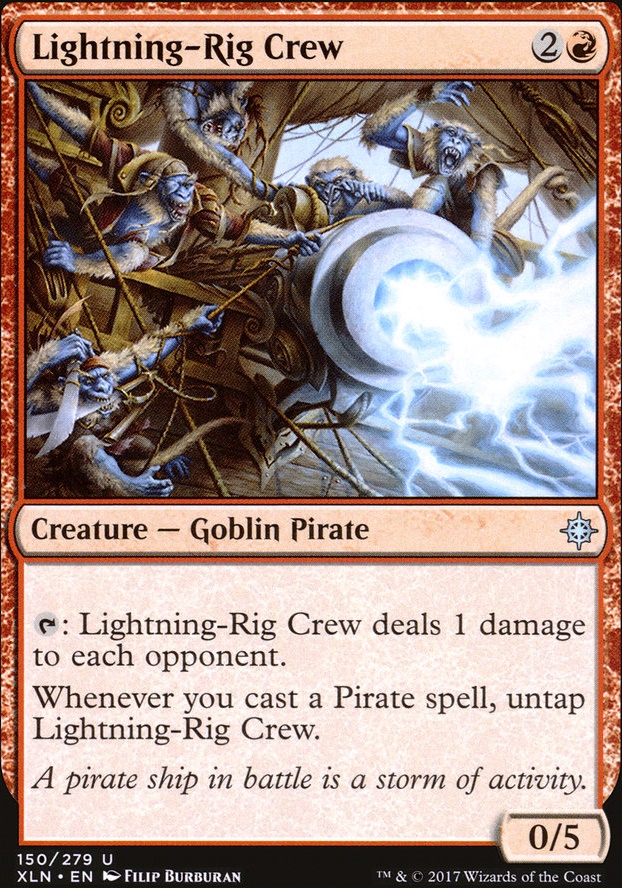 Lightning-Rig Crew 2
Creature — Goblin Pirate
: Lightning-Rig Crew deals 1 damage
to each opponent.
Whenever you cast a Pirate spell, untap
Lightning-Rig Crew.
A pirate ship in battle is a storm of activity.
0/5
150/279 U
XLN • EN Filip Burburan
™ & © 2017 Wizards of the Coast